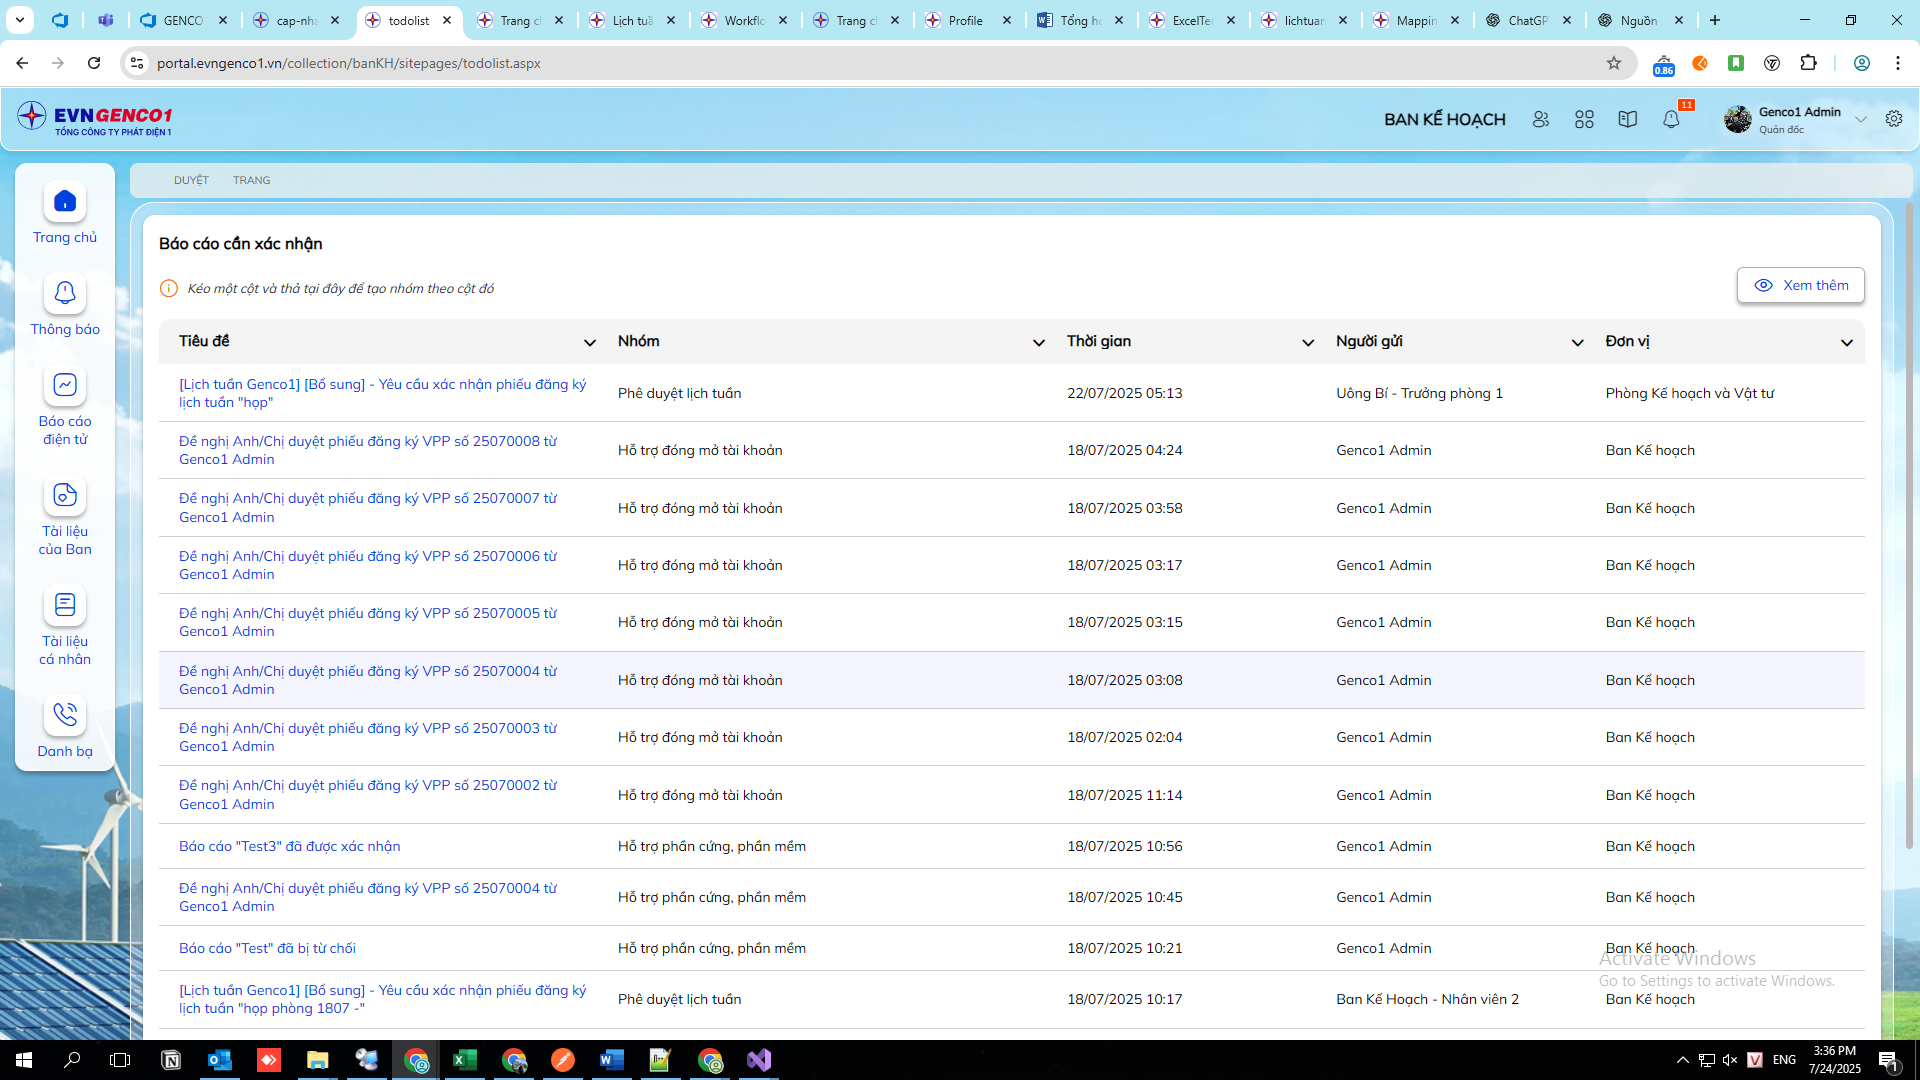 GENCO
cap-nha
todolist
Trang cl
Lịch tuầ
Workflo
Trang cl
Profile
Tổng hợ
ExcelTe
lichtuan
Mappin
ChatGP
Nguồn
portal.evngenco1.vn/collection/banKH/sitepages/todolist.aspx
0.86
EVNGENCO1
TỔNG CÔNG TY PHÁT ĐIỆN 1
BAN KẾ HOẠCH
11
Genco1 Admin
Quản đốc
Trang chủ
Thông báo
Báo cáo
điện tử
Tài liệu
của Ban
Tài liệu
cá nhân
Danh bạ
DUYỆT TRANG
Báo cáo cần xác nhận
Kéo một cột và thả tại đây để tạo nhóm theo cột đó
Xem thêm
Tiêu đề Nhóm Thời gian Người gửi Đơn vị
[Lịch tuần Genco1] [Bổ sung] - Yêu cầu xác nhận phiếu đăng ký
lịch tuần "họp"
Phê duyệt lịch tuần 22/07/2025 05:13 Uông Bí - Trưởng phòng 1 Phòng Kế hoạch và Vật tư
Đề nghị Anh/Chị duyệt phiếu đăng ký VPP số 25070008 từ
Genco1 Admin
Hỗ trợ đóng mở tài khoản 18/07/2025 04:24 Genco1 Admin Ban Kế hoạch
Đề nghị Anh/Chị duyệt phiếu đăng ký VPP số 25070007 từ
Genco1 Admin
Hỗ trợ đóng mở tài khoản 18/07/2025 03:58 Genco1 Admin Ban Kế hoạch
Đề nghị Anh/Chị duyệt phiếu đăng ký VPP số 25070006 từ
Genco1 Admin
Hỗ trợ đóng mở tài khoản 18/07/2025 03:17 Genco1 Admin Ban Kế hoạch
Đề nghị Anh/Chị duyệt phiếu đăng ký VPP số 25070005 từ
Genco1 Admin
Hỗ trợ đóng mở tài khoản 18/07/2025 03:15 Genco1 Admin Ban Kế hoạch
Đề nghị Anh/Chị duyệt phiếu đăng ký VPP số 25070004 từ
Genco1 Admin
Hỗ trợ đóng mở tài khoản 18/07/2025 03:08 Genco1 Admin Ban Kế hoạch
Đề nghị Anh/Chị duyệt phiếu đăng ký VPP số 25070003 từ
Genco1 Admin
Hỗ trợ đóng mở tài khoản 18/07/2025 02:04 Genco1 Admin Ban Kế hoạch
Đề nghị Anh/Chị duyệt phiếu đăng ký VPP số 25070002 từ
Genco1 Admin
Hỗ trợ đóng mở tài khoản 18/07/2025 11:14 Genco1 Admin Ban Kế hoạch
Báo cáo "Test3" đã được xác nhận Hỗ trợ phần cứng, phần mềm 18/07/2025 10:56 Genco1 Admin Ban Kế hoạch
Đề nghị Anh/Chị duyệt phiếu đăng ký VPP số 25070004 từ
Genco1 Admin
Hỗ trợ phần cứng, phần mềm 18/07/2025 10:45 Genco1 Admin Ban Kế hoạch
Báo cáo "Test" đã bị từ chối Hỗ trợ phần cứng, phần mềm 18/07/2025 10:21 Genco1 Admin Ban Kế hoạch
[Lịch tuần Genco1] [Bổ sung] - Yêu cầu xác nhận phiếu đăng ký
lịch tuần "họp phòng 1807 -"
Phê duyệt lịch tuần 18/07/2025 10:17 Ban Kế Hoạch - Nhân viên 2 Ban Kế hoạch
Activate Windows
Go to Settings to activate Windows.
ENG
3:36 PM
7/24/2025
1